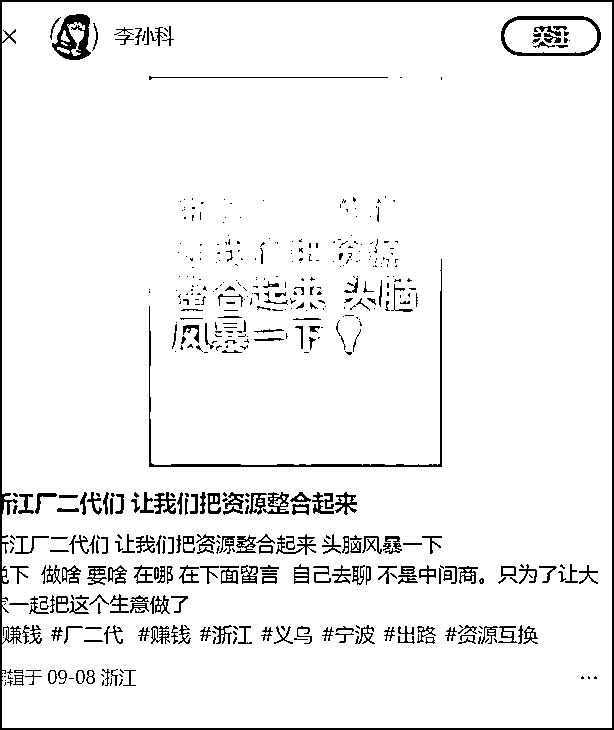 李孙科
关注
我们把资源
整合起来 头脑
风暴一下
浙江厂二代们 让我们把资源整合起来
浙江厂二代们 让我们把资源整合起来 头脑风暴一下
说下 做啥 要啥 在哪 在下面留言 自己去聊 不是中间商。只为了让大
家一起把这个生意做了
#赚钱 #厂二代 #赚钱 #浙江 #义乌 #宁波 #出路 #资源互换
编辑于 09-08 浙江